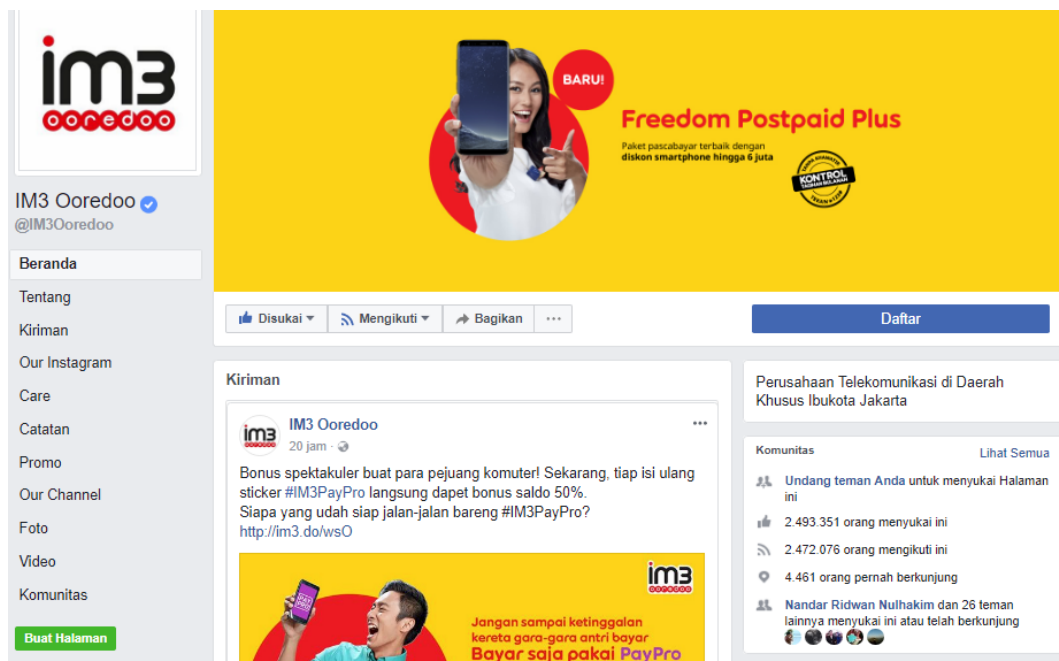 im3
ooredoo
IM3 Ooredoo
@IM3Ooredoo
Beranda
Tentang
Kiriman
Our Instagram
Care
Catatan
Promo
Our Channel
Foto
Video
Komunitas
Buat Halaman
BARU!
Freedom Postpaid Plus
Paket pascabayar terbaik dengan
diskon smartphone hingga 6 juta
KONTROL
TAGIHAN BULANAN
Disukai
Mengikuti
Bagikan
Daftar
Kiriman
im3
ooredoo
IM3 Ooredoo
20 jam
Bonus spektakuler buat para pejuang komuter! Sekarang, tiap isi ulang
sticker #IM3PayPro langsung dapet bonus saldo 50%.
Siapa yang udah siap jalan-jalan bareng #IM3PayPro?
http://im3.do/wsO
PAY
PRO
im3
ooredoo
Jangan sampai ketinggalan
kereta gara-gara antri bayar
Bayar saja pakai PayPro
Perusahaan Telekomunikasi di Daerah
Khusus Ibukota Jakarta
Komunitas
Lihat Semua
Undang teman Anda untuk menyukai Halaman
ini
2.493.351 orang menyukai ini
2.472.076 orang mengikuti ini
4.461 orang pernah berkunjung
Nandar Ridwan Nulhakim dan 26 teman
lainnya menyukai ini atau telah berkunjung